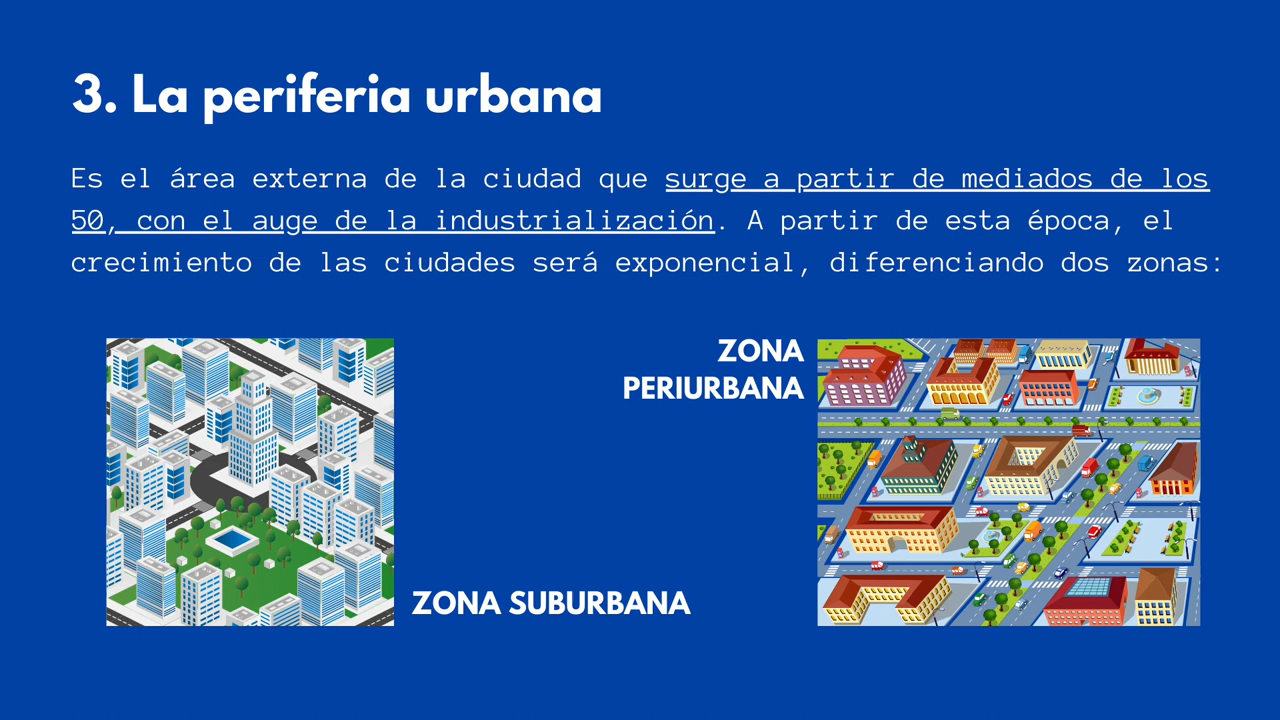 3. La periferia urbana
Es el área externa de la ciudad que surge a partir de mediados de los
50, con el auge de la industrialización. A partir de esta época, el
crecimiento de las ciudades será exponencial, diferenciando dos zonas:
ZONA
PERIURBANA
ZONA SUBURBANA